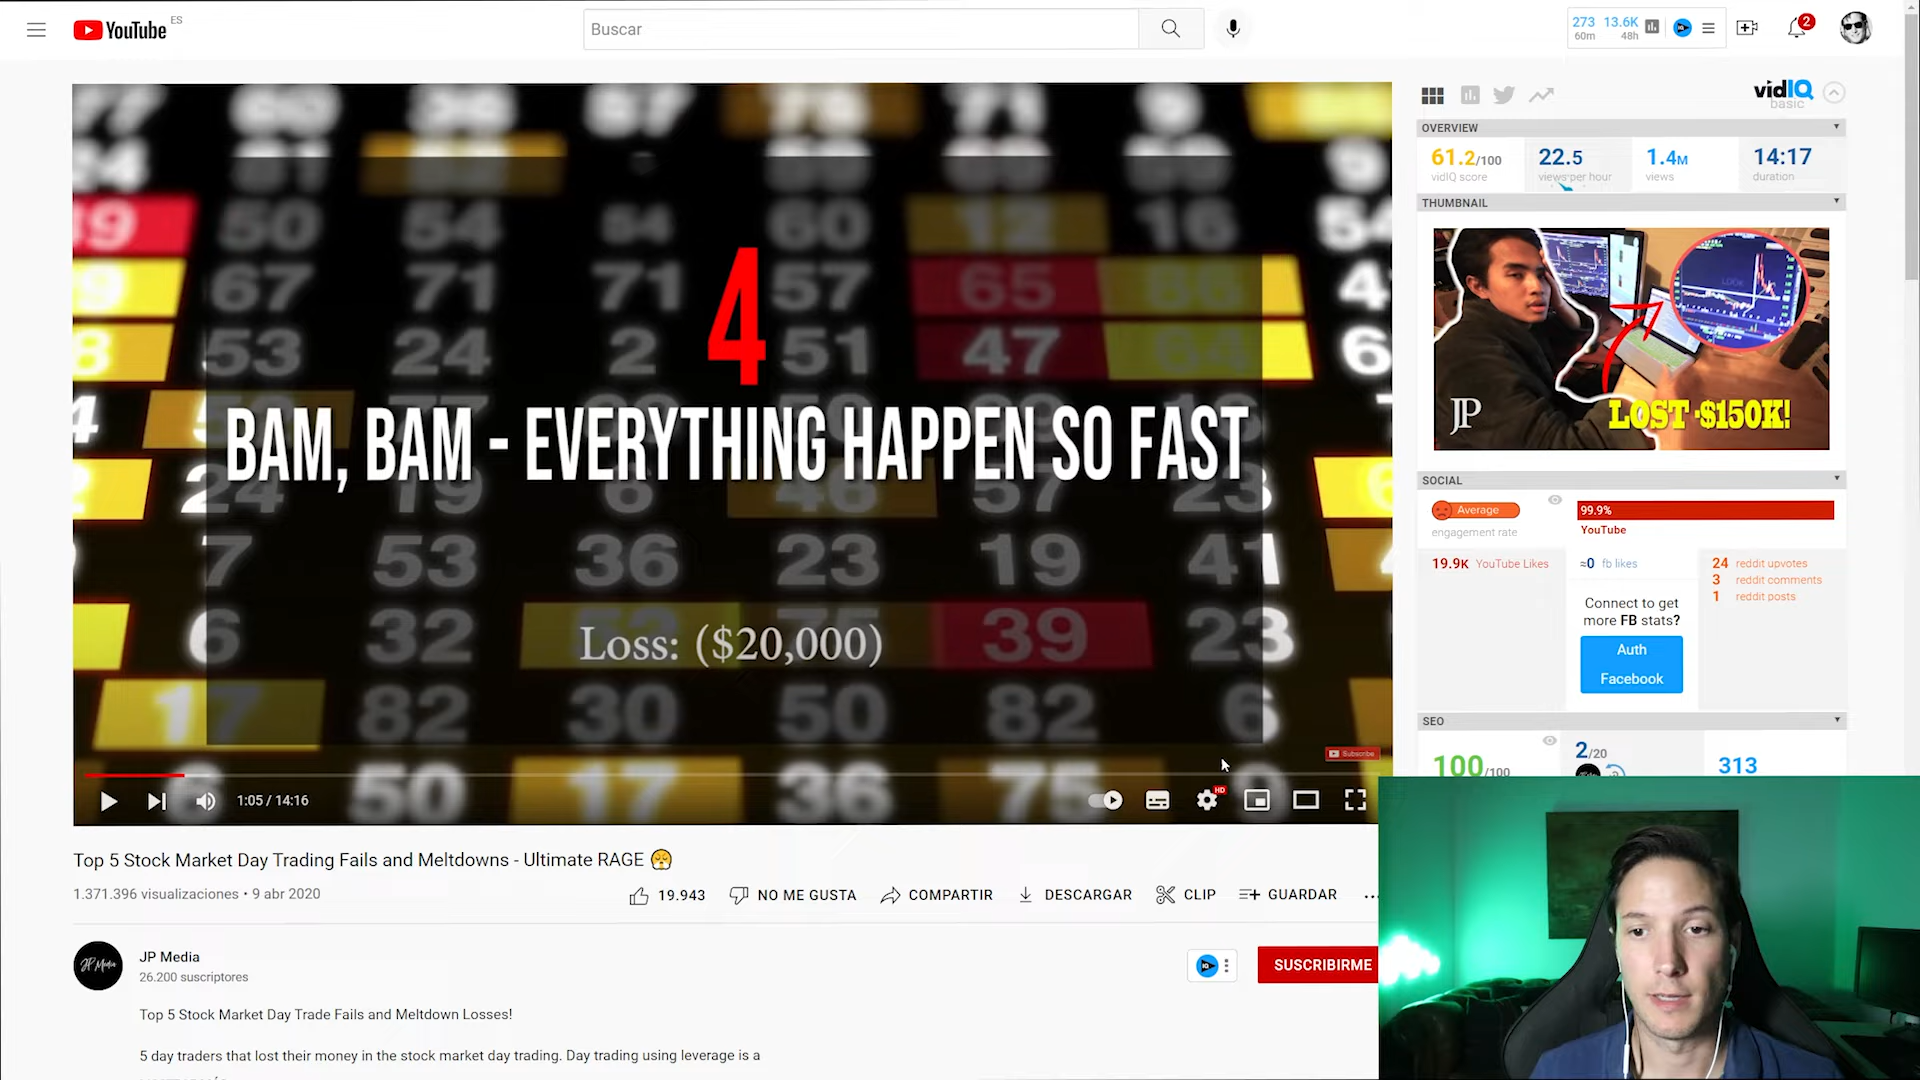 YouTube
ES
Buscar
273
60m
13.6K
48h
2
4
BAM, BAM - EVERYTHING HAPPEN SO FAST
Loss: ($20,000)
Subscribe
1:05 / 14:16
HD
Top 5 Stock Market Day Trading Fails and Meltdowns - Ultimate RAGE 😤
1.371.396 visualizaciones • 9 abr 2020
19.943
NO ME GUSTA
COMPARTIR
DESCARGAR
CLIP
GUARDAR
JP Media
JP Media
26.200 suscriptores
SUSCRIBIRME
Top 5 Stock Market Day Trade Fails and Meltdown Losses!
5 day traders that lost their money in the stock market day trading. Day trading using leverage is a
vidIQ
basic
OVERVIEW
61.2/100
vidIQ score
22.5
views per hour
1.4M
views
14:17
duration
THUMBNAIL
JP
LOST -$150K!
SOCIAL
Average
engagement rate
99.9%
YouTube
19.9K YouTube Likes
≈0 fb likes
24 reddit upvotes
3 reddit comments
1 reddit posts
Connect to get
more FB stats?
Auth
Facebook
SEO
100/100
2/20
313